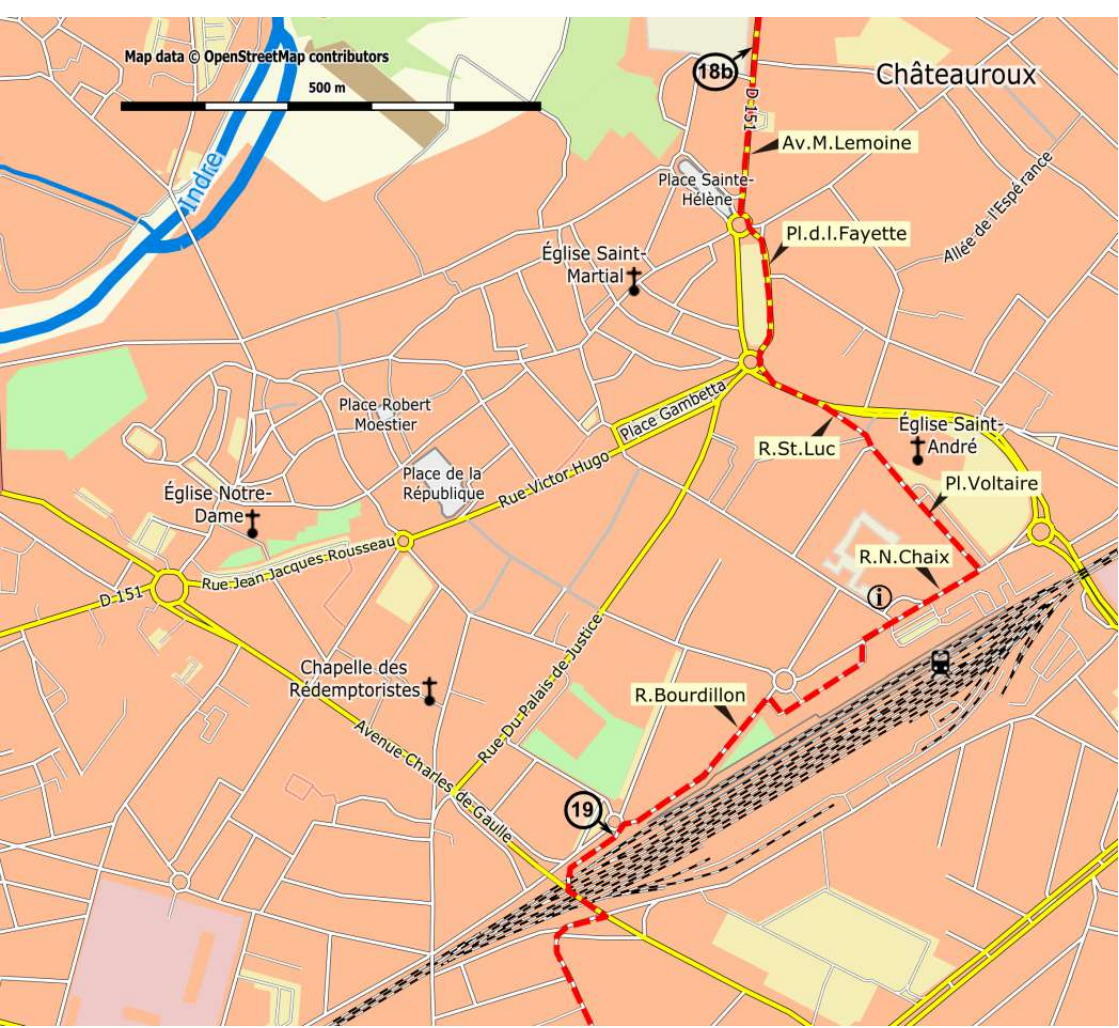 Map data © OpenStreetMap contributors
500 m
18b
Châteauroux
D 151
Av.M.Lemoine
Indre
Place Sainte-
Hélène
Allée de l'Espérance
Pl.d.l.Fayette
Église Saint-
Martial
Place Robert
Moestier
Place Gambetta
Église Saint-
André
R.St.Luc
Place de la
République
Rue Victor Hugo
Pl.Voltaire
Église Notre-
Dame
Rue Jean Jacques Rousseau
R.N.Chaix
D 151
i
Rue Du Palais de Justice
Chapelle des
Rédemptoristes
R.Bourdillon
Avenue Charles de Gaulle
19